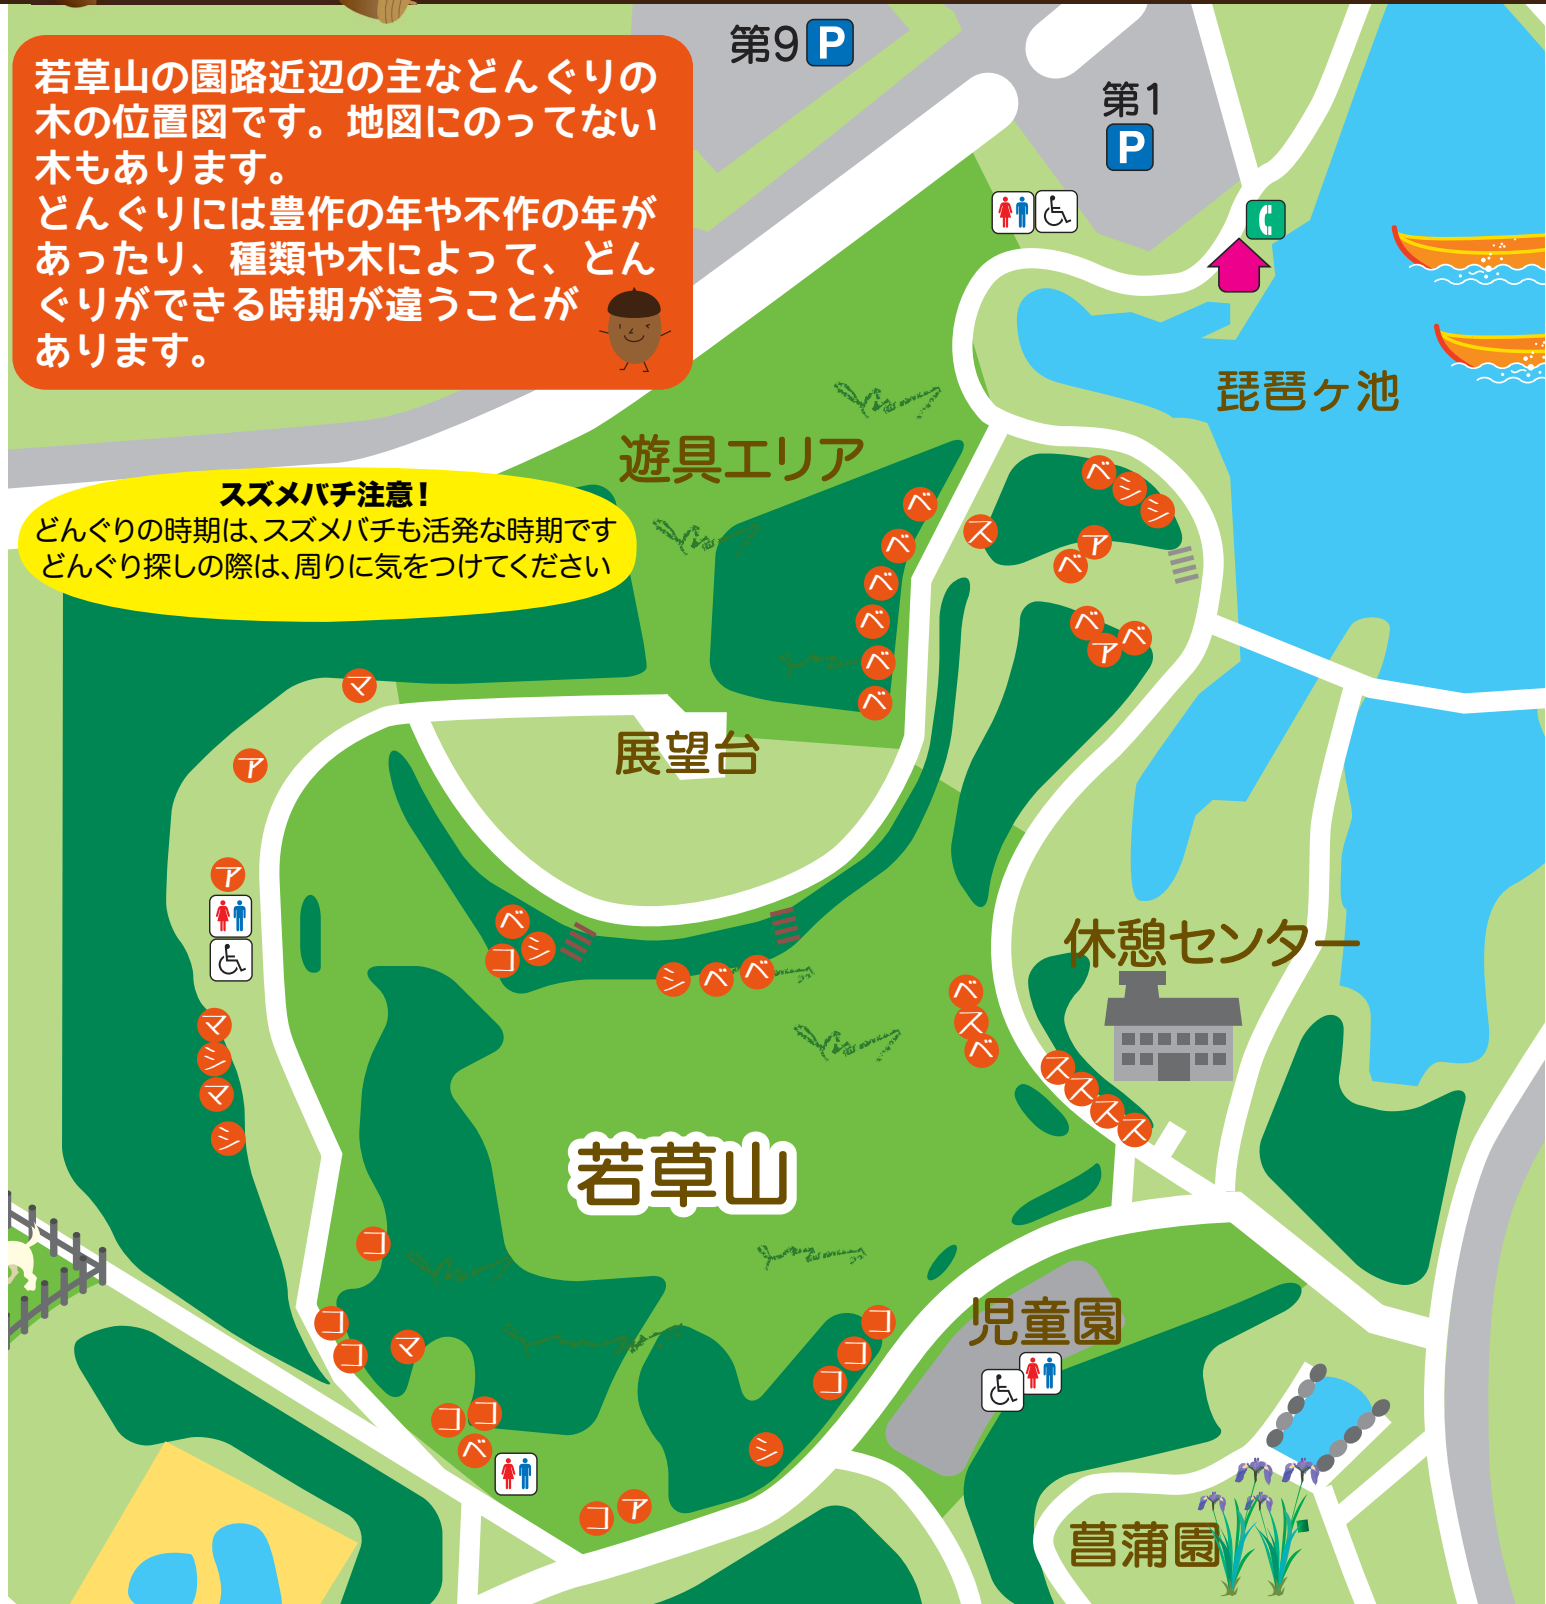 若草山の園路近辺の主などんぐりの
木の位置図です。地図にのってない
木もあります。
どんぐりには豊作の年や不作の年が
あったり、種類や木によって、どん
ぐりができる時期が違うことが
あります。
第9 P
第1
P
琵琶ヶ池
遊具エリア
スズメバチ注意！
どんぐりの時期は、スズメバチも活発な時期です
どんぐり探しの際は、周りに気をつけてください
ベ
シ
シ
ベ
ス
ア
ベ
ベ
ベ
ベ
ベ
ア
ベ
ベ
ベ
マ
展望台
ア
ア
ベ
シ
コ
シ
ベ
ベ
休憩センター
ベ
ス
ベ
マ
シ
マ
シ
ス
ス
ス
ス
若草山
コ
コ
コ
マ
コ
コ
コ
児童園
コ
コ
ベ
シ
コ
ア
菖蒲園